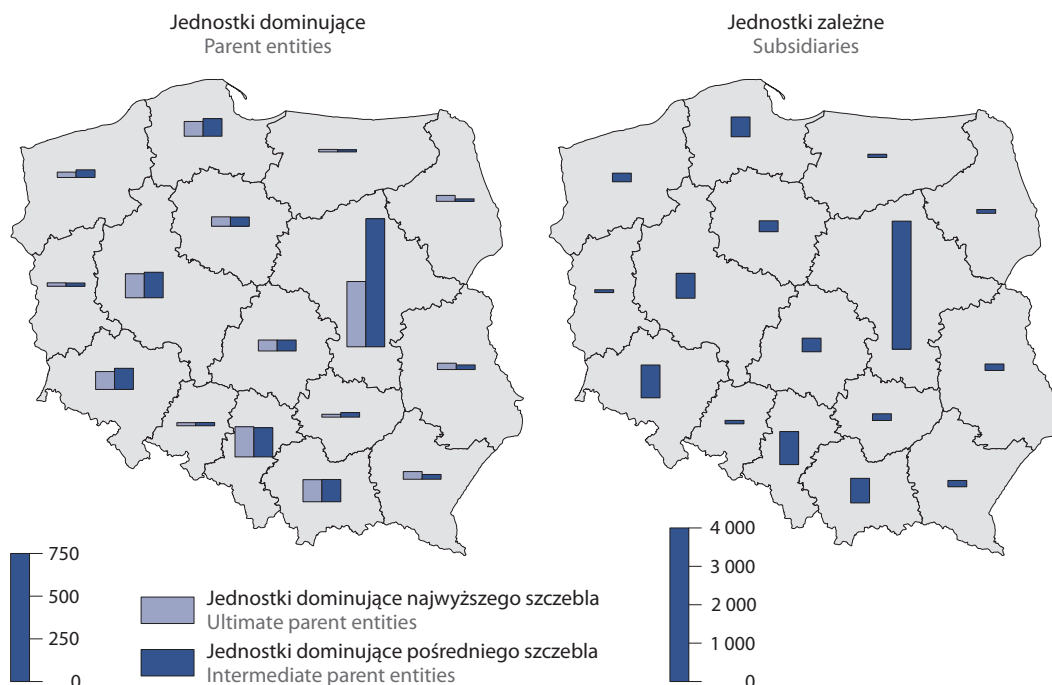 Jednostki dominujące
Parent entities
Jednostki zależne
Subsidiaries
750
500
250
0
Jednostki dominujące najwyższego szczebla
Ultimate parent entities
Jednostki dominujące pośredniego szczebla
Intermediate parent entities
4 000
3 000
2 000
1 000
0